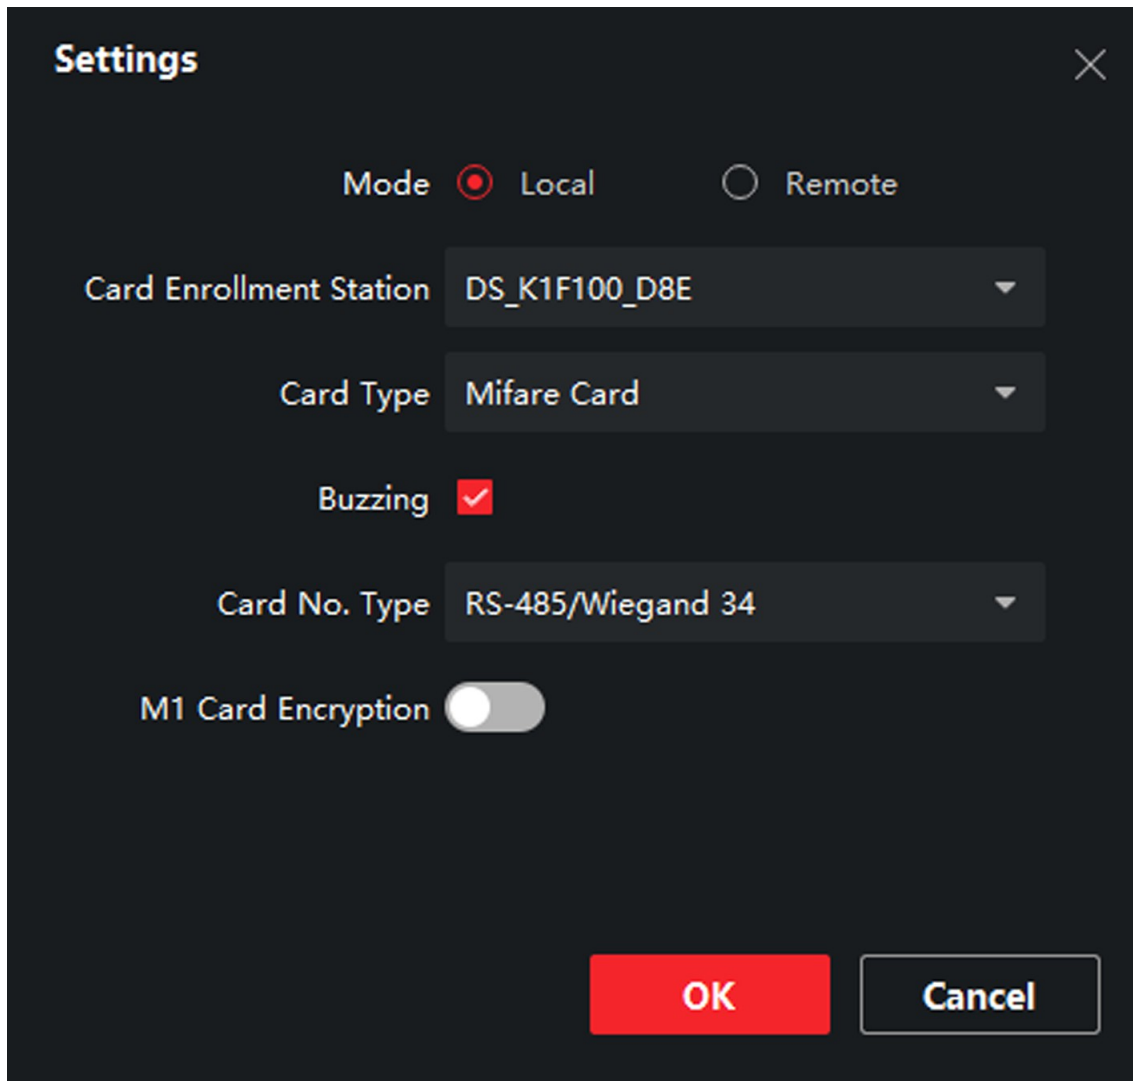 Settings
Mode Local Remote
Card Enrollment Station DS_K1F100_D8E
Card Type Mifare Card
Buzzing
Card No. Type RS-485/Wiegand 34
M1 Card Encryption
OK Cancel